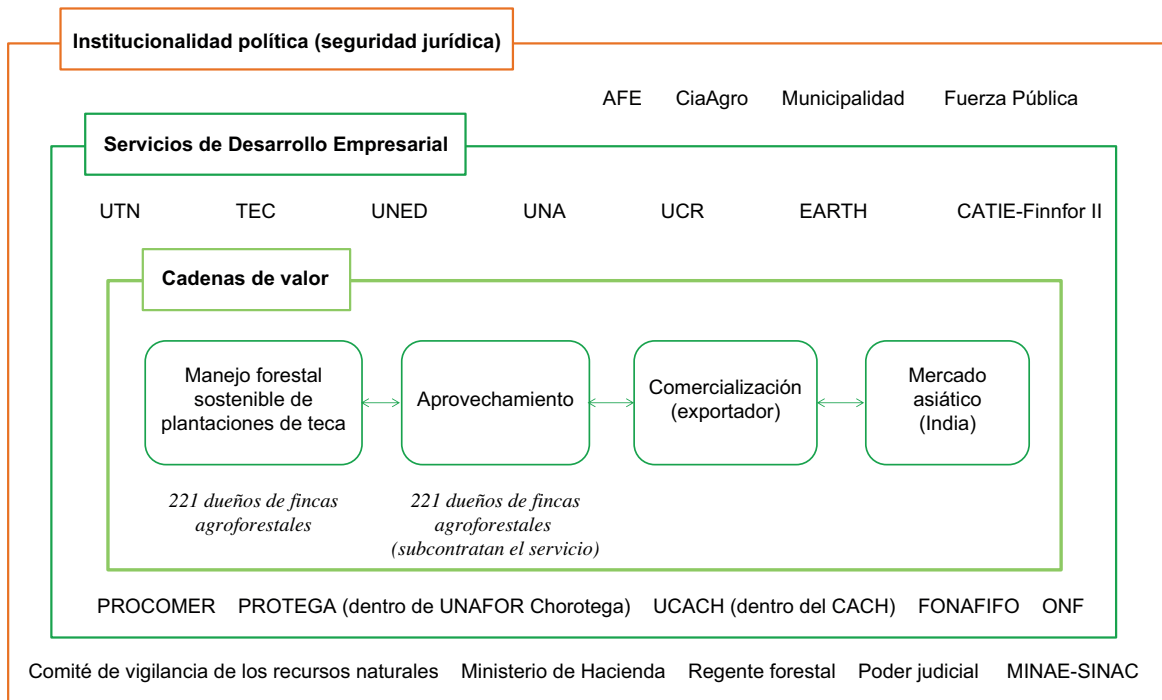 Institucionalidad política (seguridad jurídica)
AFE CiaAgro Municipalidad Fuerza Pública
Servicios de Desarrollo Empresarial
UTN TEC UNED UNA UCR EARTH CATIE-Finnfor II
Cadenas de valor
Manejo forestal
sostenible de
plantaciones de teca
Aprovechamiento
Comercialización
(exportador)
Mercado
asiático
(India)
221 dueños de fincas
agroforestales
221 dueños de fincas
agroforestales
(subcontratan el servicio)
PROCOMER PROTEGA (dentro de UNAFOR Chorotega) UCACH (dentro del CACH) FONAFIFO ONF
Comité de vigilancia de los recursos naturales Ministerio de Hacienda Regente forestal Poder judicial MINAE-SINAC